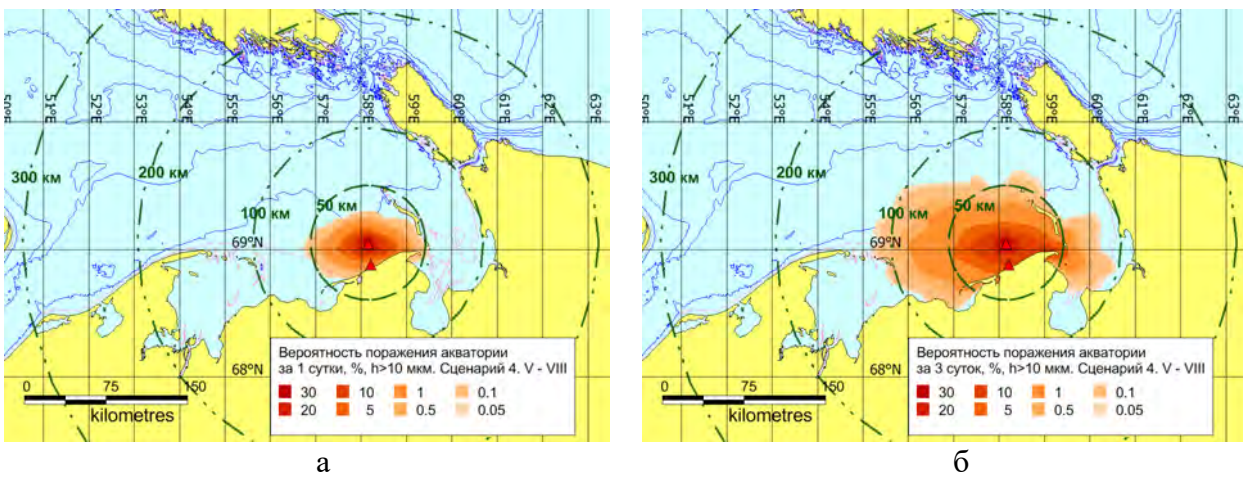 50°E 51°E 52°E 53°E 54°E 55°E 56°E 57°E 58°E 59°E 60°E 61°E 62°E 63°E
300 км
200 км
100 км
50 км
69°N
68°N
Вероятность поражения акватории
за 1 сутки, %, h>10 мкм. Сценарий 4. V - VIII
30 10 1 0.1
20 5 0.5 0.05
0 75 150
kilometres
а
50°E 51°E 52°E 53°E 54°E 55°E 56°E 57°E 58°E 59°E 60°E 61°E 62°E 63°E
300 км
200 км
100 км
50 км
69°N
68°N
Вероятность поражения акватории
за 3 суток, %, h>10 мкм. Сценарий 4. V - VIII
30 10 1 0.1
20 5 0.5 0.05
0 75 150
kilometres
б